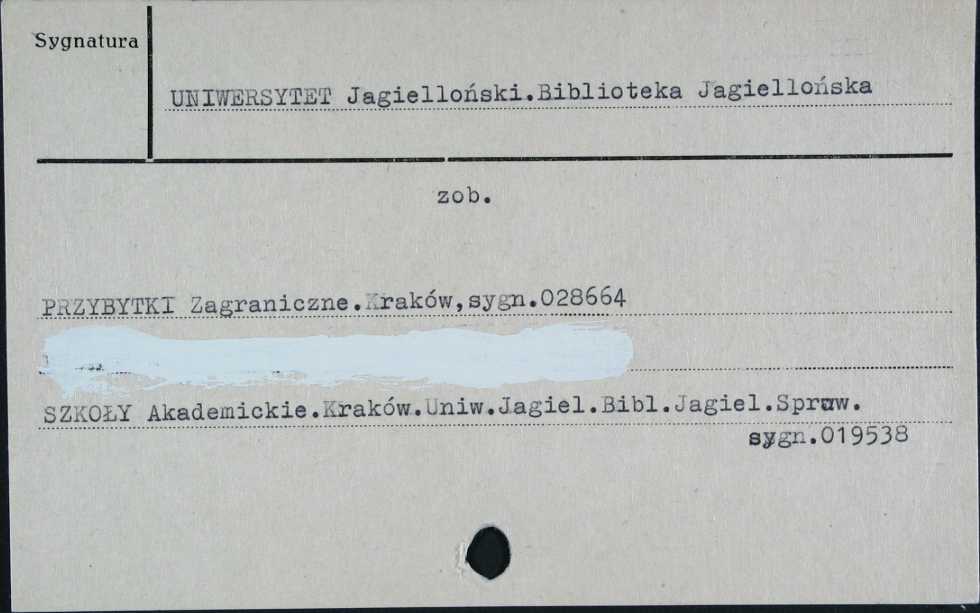 Sygnatura
UNIWERSYTET Jagielloński.Biblioteka Jagiellońska
zob.
PRZYBYTKI Zagraniczne.Kraków,sygn.028664
SZKOŁY Akademickie.Kraków.Uniw.Jagiel.Bibl.Jagiel.Spraw.
sygn.019538